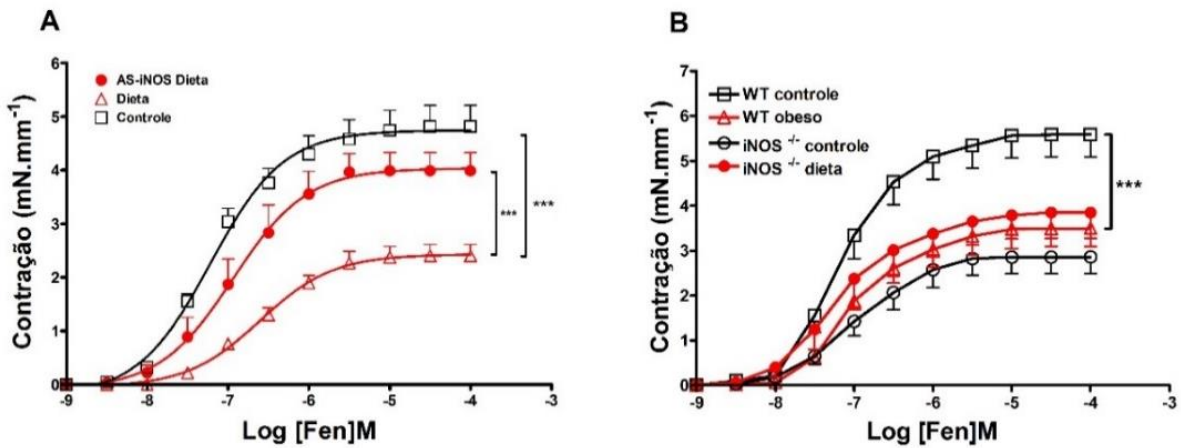 A
Contração (mN.mm-1)
6
5
4
3
2
1
0
AS-iNOS Dieta
Dieta
Controle
***
***
-9 -8 -7 -6 -5 -4 -3
Log [Fen]M
B
Contração (mN.mm-1)
7
6
5
4
3
2
1
0
WT controle
WT obeso
iNOS -/- controle
iNOS -/- dieta
***
-9 -8 -7 -6 -5 -4 -3
Log [Fen]M